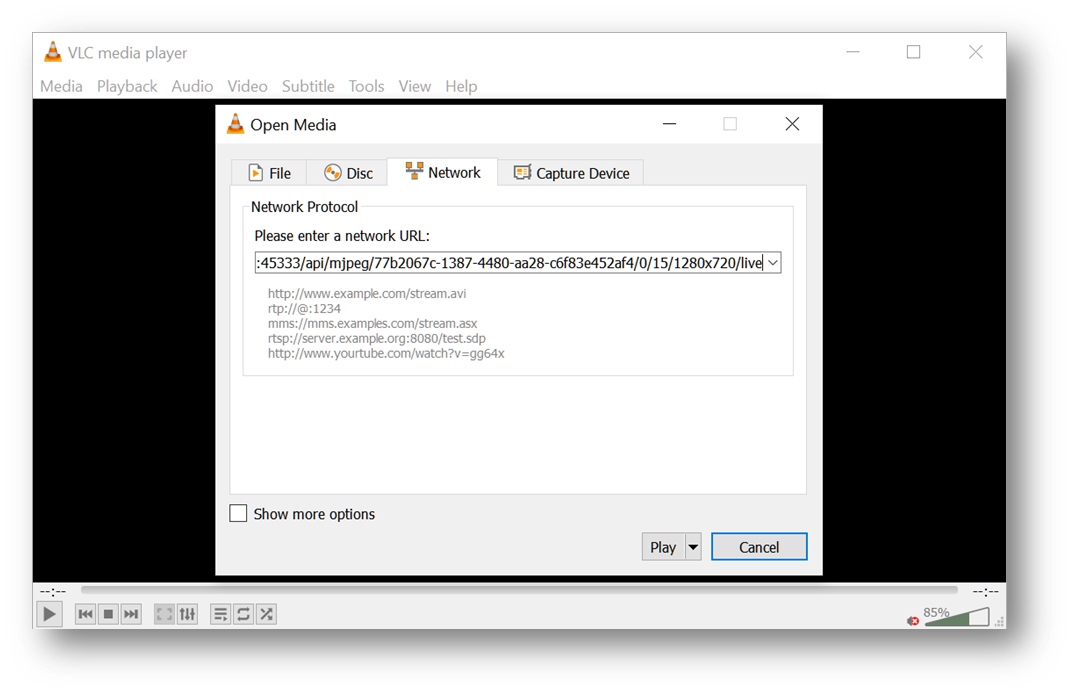 VLC media player
Media Playback Audio Video Subtitle Tools View Help
Open Media
File Disc Network Capture Device
Network Protocol
Please enter a network URL:
:45333/api/mjpeg/77b2067c-1387-4480-aa28-c6f83e452af4/0/15/1280x720/live
http://www.example.com/stream.avi
rtp://@:1234
mms://mms.examples.com/stream.asx
rtsp://server.example.org:8080/test.sdp
http://www.yourtube.com/watch?v=gg64x
Show more options
Play Cancel
--:-- --:--
85%